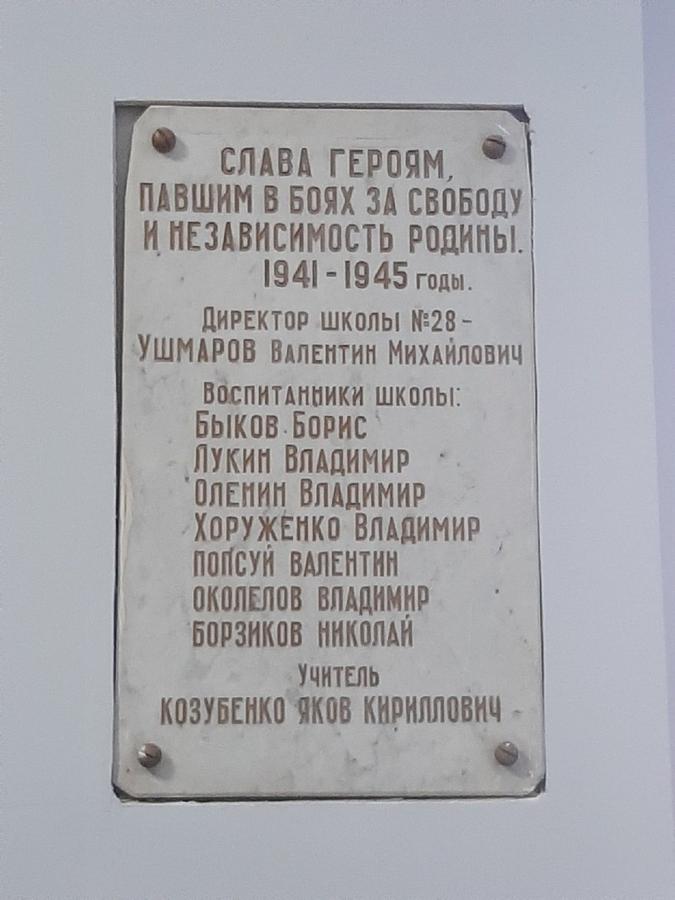 СЛАВА ГЕРОЯМ,
ПАВШИМ В БОЯХ ЗА СВОБОДУ
И НЕЗАВИСИМОСТЬ РОДИНЫ.
1941-1945 ГОДЫ.
ДИРЕКТОР ШКОЛЫ №28-
УШМАРОВ ВАЛЕНТИН МИХАЙЛОВИЧ
ВОСПИТАННИКИ ШКОЛЫ:
БЫКОВ БОРИС
ЛУКИН ВЛАДИМИР
ОЛЕНИН ВЛАДИМИР
ХОРУЖЕНКО ВЛАДИМИР
ПОПСУЙ ВАЛЕНТИН
ОКОЛЕЛОВ ВЛАДИМИР
БОРЗИКОВ НИКОЛАЙ
УЧИТЕЛЬ
КОЗУБЕНКО ЯКОВ КИРИЛЛОВИЧ